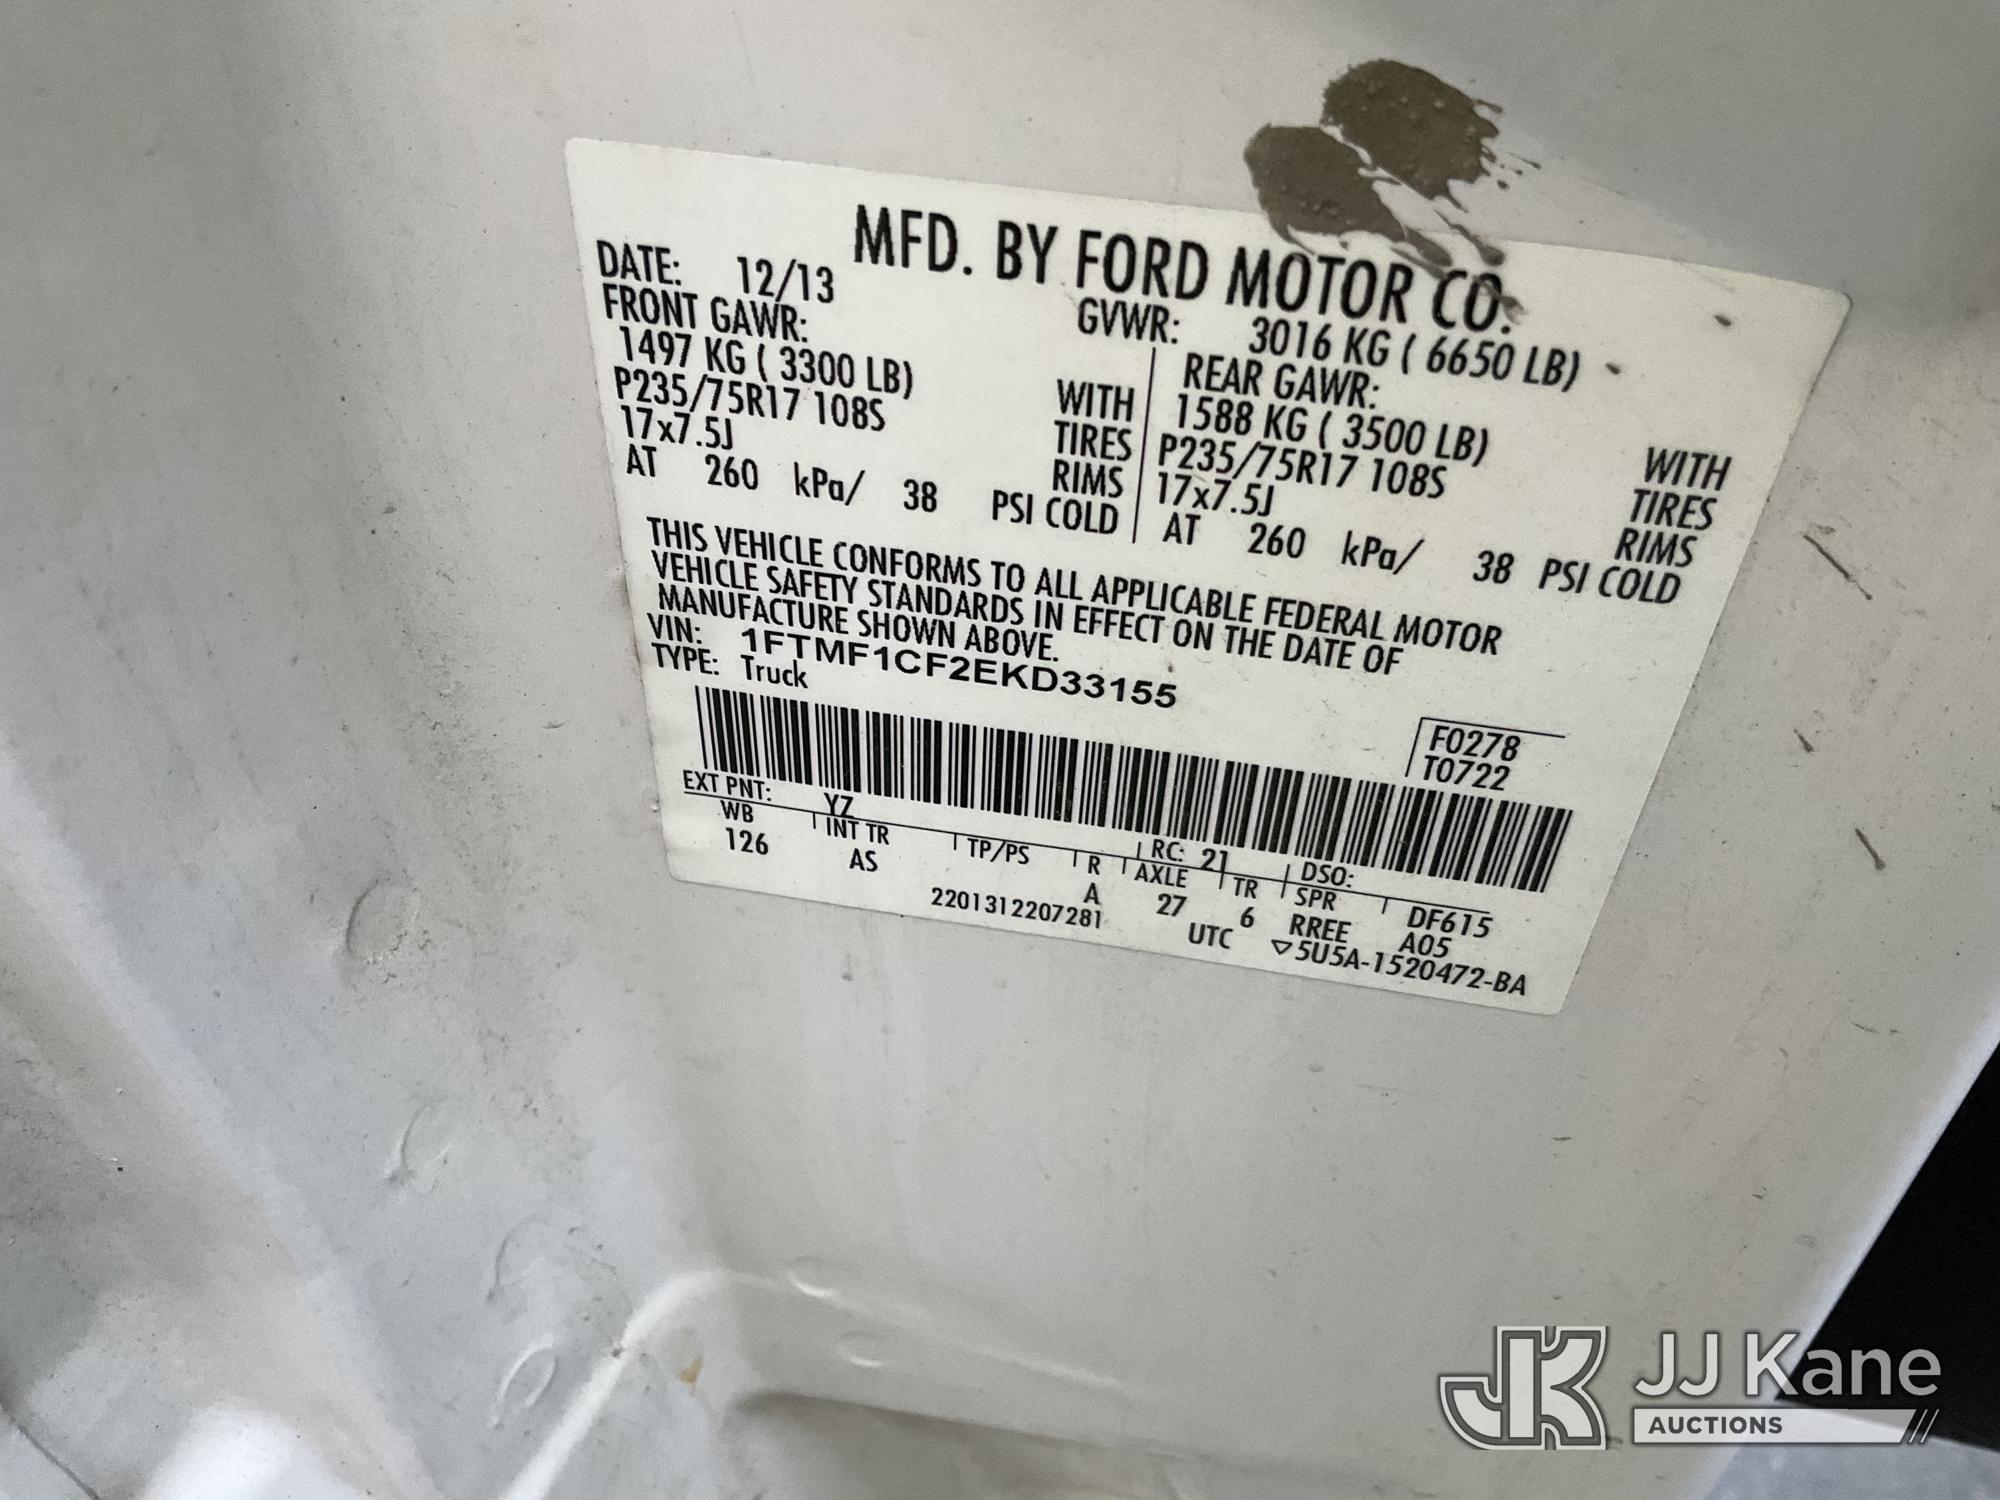 MFD. BY FORD MOTOR CO.
DATE: 12/13 GVWR: 3016 KG ( 6650 LB)
FRONT GAWR: REAR GAWR:
1497 KG ( 3300 LB) WITH 1588 KG ( 3500 LB) WITH
P235/75R17 108S TIRES P235/75R17 108S TIRES
17x7.5J RIMS 17x7.5J RIMS
AT 260 kPa/ 38 PSI COLD AT 260 kPa/ 38 PSI COLD
THIS VEHICLE CONFORMS TO ALL APPLICABLE FEDERAL MOTOR
VEHICLE SAFETY STANDARDS IN EFFECT ON THE DATE OF
MANUFACTURE SHOWN ABOVE.
VIN: 1FTMF1CF2EKD33155
TYPE: Truck
F0278
T0722
EXT PNT: YZ RC: 21 DSO:
WB INT TR TP/PS R AXLE TR SPR DF615
126 AS A 27 6 RREE A05
2201312207281 UTC ▽5U5A-1520472-BA
JK JJ Kane
AUCTIONS